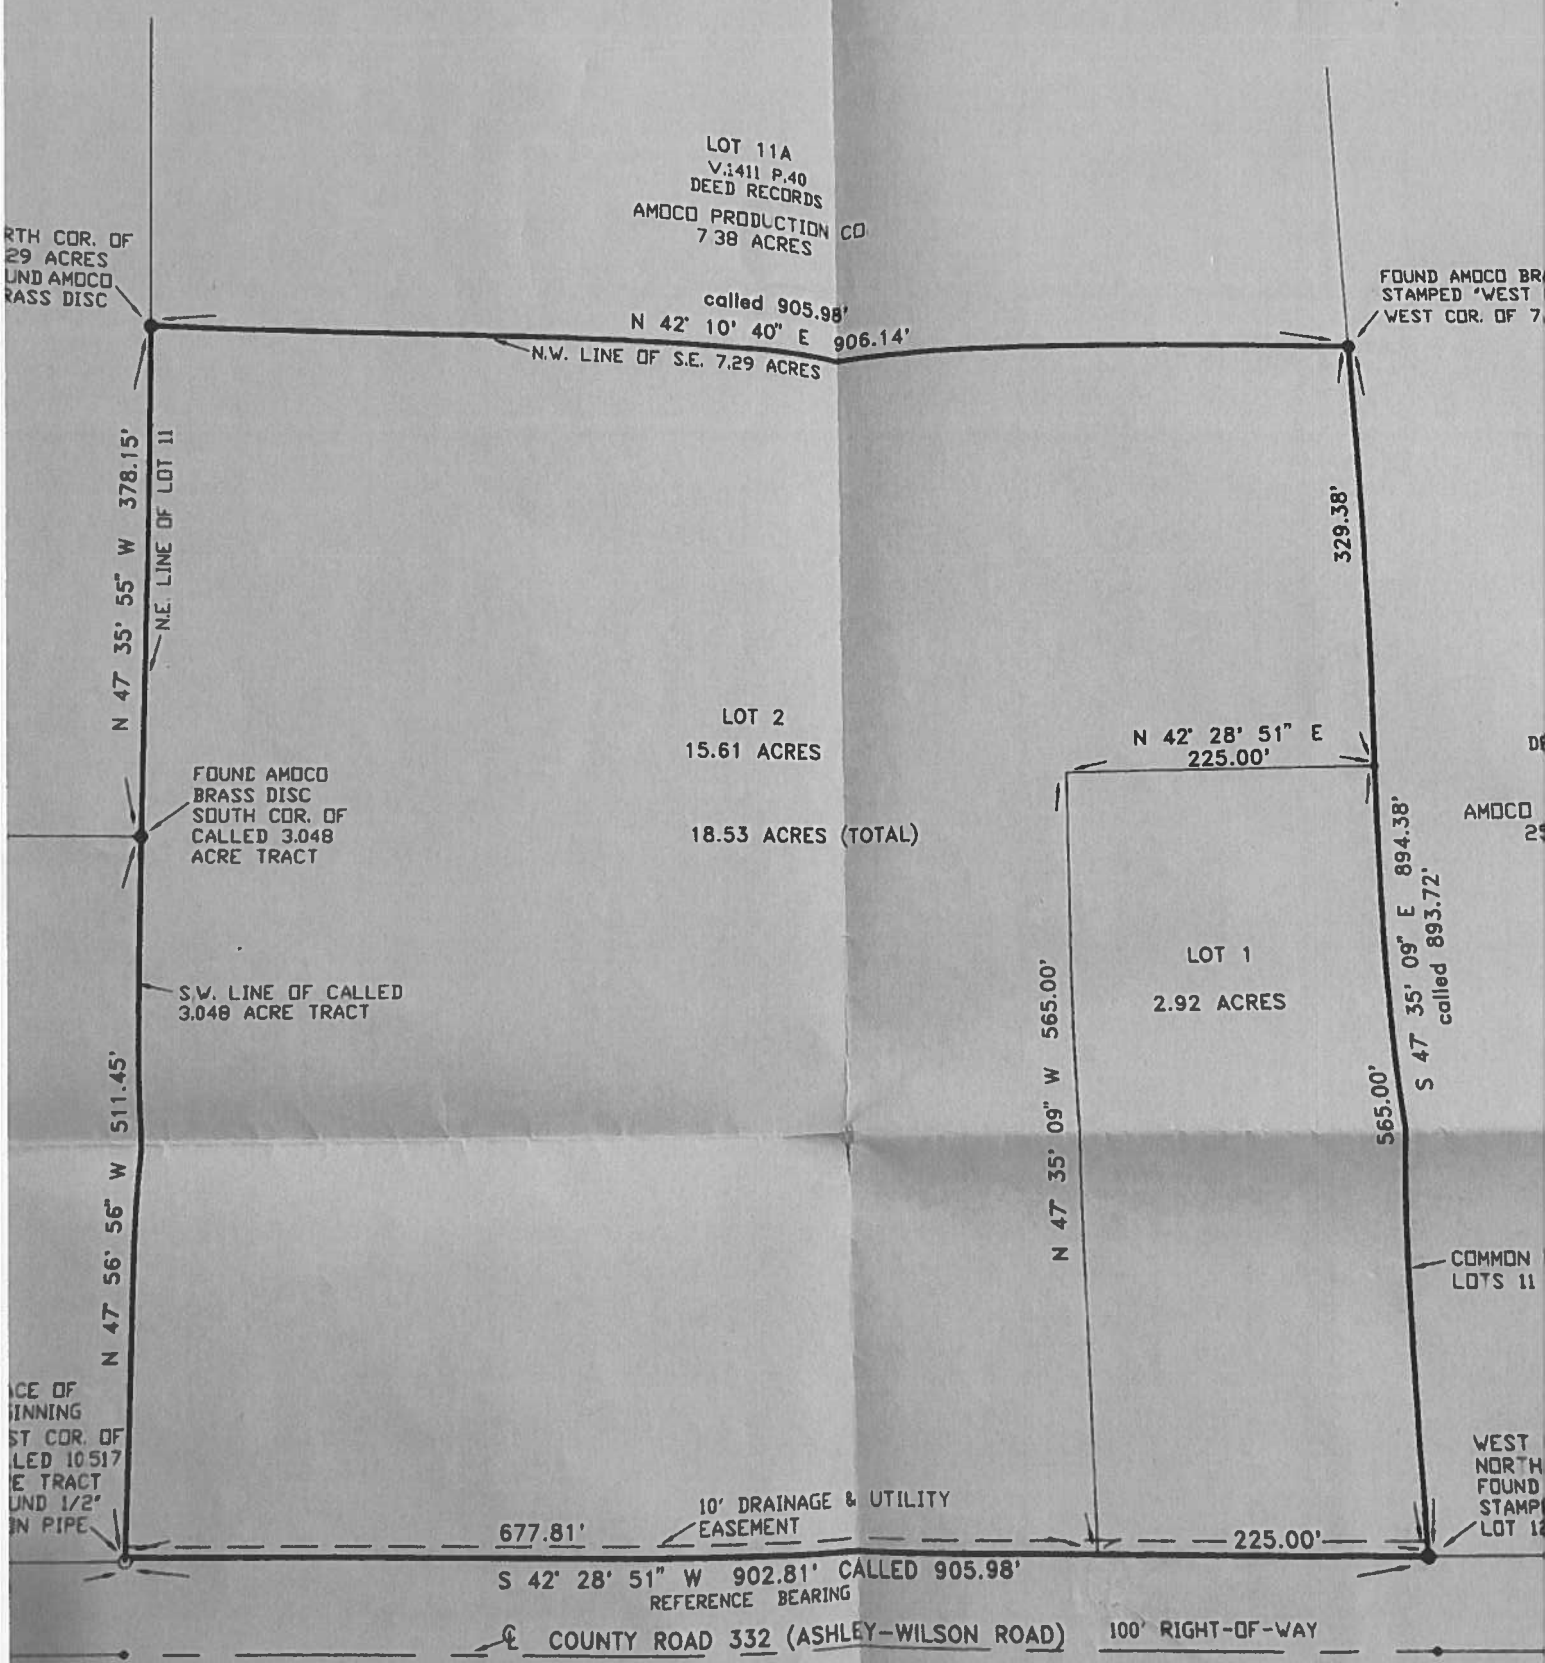 LOT 11A
V.1411 P.40
DEED RECORDS
AMOCO PRODUCTION CO
7 38 ACRES
RTH COR. OF
29 ACRES
UND AMOCO
RASS DISC
FOUND AMOCO BR
STAMPED "WEST
WEST COR. OF 7.
called 905.98'
N 42° 10' 40" E 906.14'
N.W. LINE OF S.E. 7.29 ACRES
N 47° 35' 55" W 378.15'
N.E. LINE OF LOT 11
329.38'
LOT 2
15.61 ACRES
18.53 ACRES (TOTAL)
N 42° 28' 51" E
225.00'
DE
AMOCO
FOUND AMOCO
BRASS DISC
SOUTH COR. OF
CALLED 3.048
ACRE TRACT
S 47° 35' 09" E 894.38'
called 893.72'
LOT 1
2.92 ACRES
S.W. LINE OF CALLED
3.048 ACRE TRACT
N 47° 56' 56" W 511.45'
N 47° 35' 09" W 565.00'
565.00'
COMMON
LOTS 11
ACE OF
GINNING
ST COR. OF
LLED 10 517
E TRACT
UND 1/2"
ON PIPE
WEST
NORTH
FOUND
STAMP
LOT 12
10' DRAINAGE & UTILITY
EASEMENT
677.81'
225.00'
S 42° 28' 51" W 902.81' CALLED 905.98'
REFERENCE BEARING
℄ COUNTY ROAD 332 (ASHLEY-WILSON ROAD) 100' RIGHT-OF-WAY